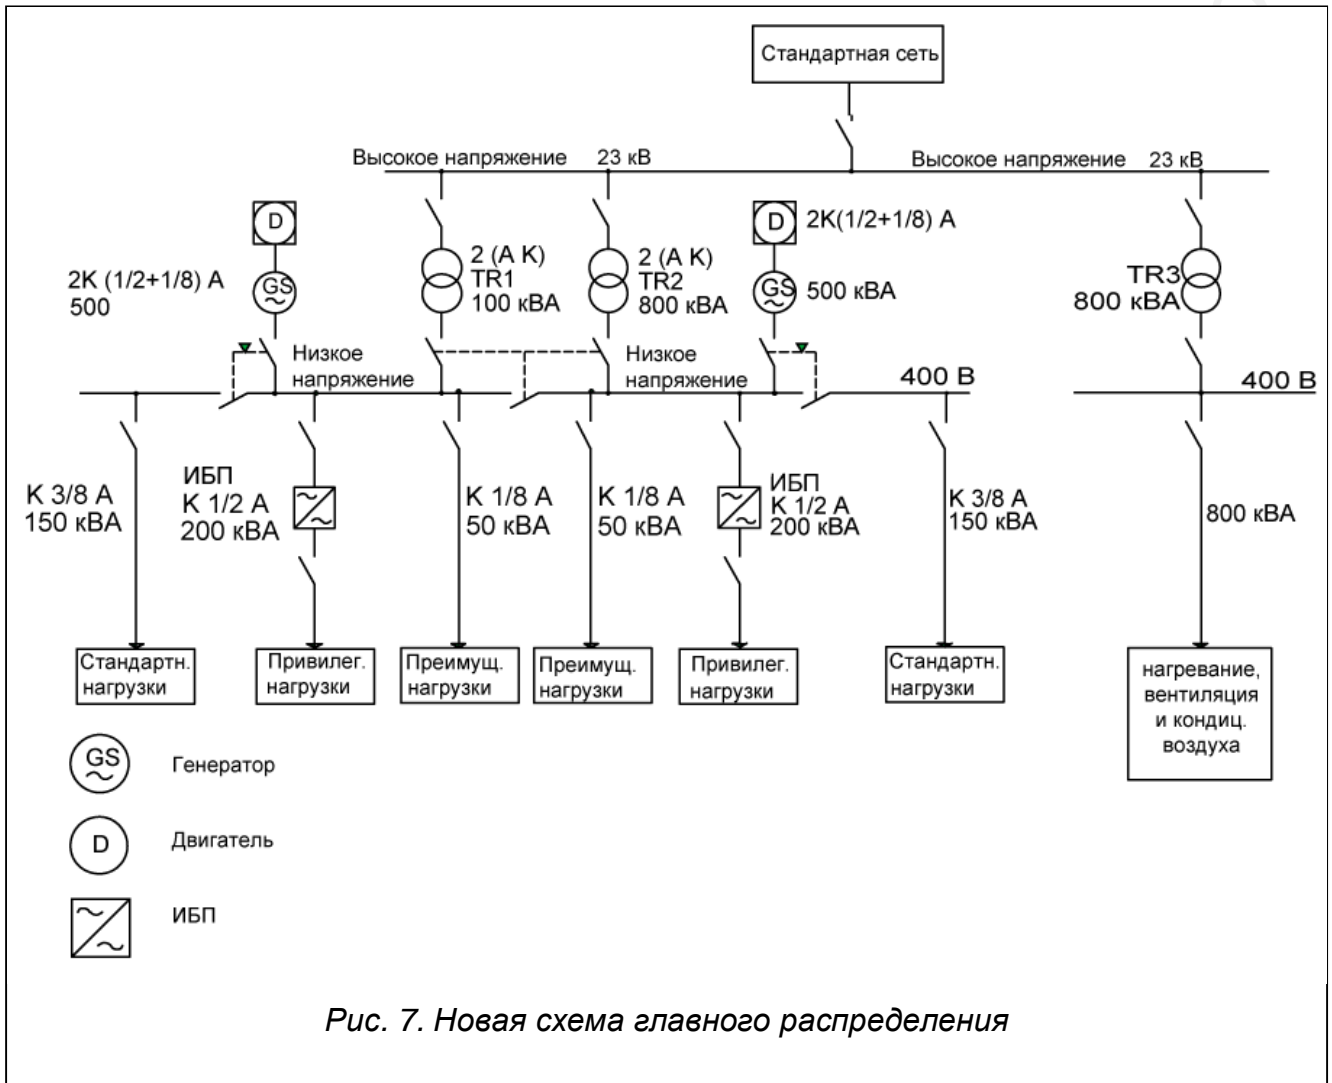 Стандартная сеть
Высокое напряжение 23 кВ
Высокое напряжение 23 кВ
D
2К (1/2+1/8) А
500
GS
2 (А К)
TR1
100 кВА
2 (А К)
TR2
800 кВА
D
2К(1/2+1/8) А
GS
500 кВА
TR3
800 кВА
Низкое
напряжение
Низкое
напряжение
400 В
400 В
К 3/8 А
150 кВА
ИБП
К 1/2 А
200 кВА
К 1/8 А
50 кВА
К 1/8 А
50 кВА
ИБП
К 1/2 А
200 кВА
К 3/8 А
150 кВА
800 кВА
Стандартн.
нагрузки
Привилег.
нагрузки
Преимущ.
нагрузки
Преимущ.
нагрузки
Привилег.
нагрузки
Стандартн.
нагрузки
нагревание,
вентиляция
и кондиц.
воздуха
GS
Генератор
D
Двигатель
ИБП
Рис. 7. Новая схема главного распределения